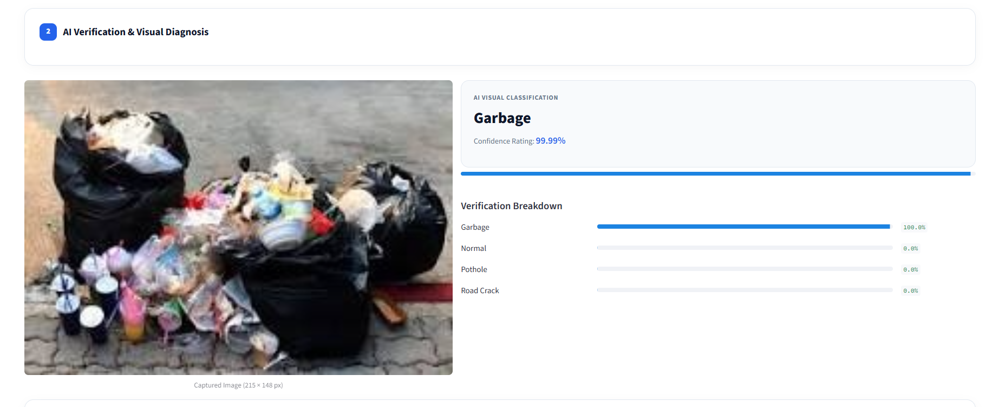 2
AI Verification & Visual Diagnosis
AI VISUAL CLASSIFICATION
Garbage
Confidence Rating: 99.99%
Verification Breakdown
Garbage 100.0%
Normal 0.0%
Pothole 0.0%
Road Crack 0.0%
Captured Image (215 × 148 px)